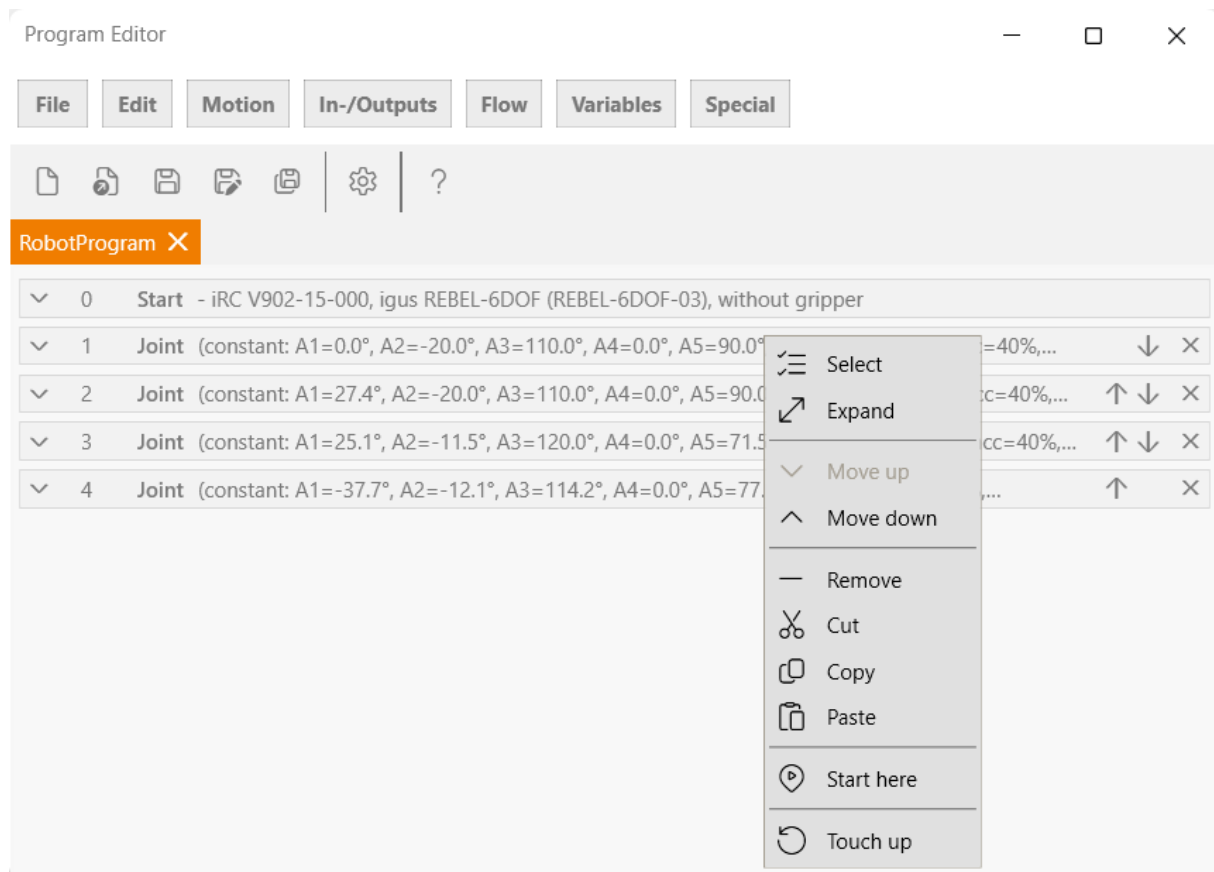 Program Editor
File Edit Motion In-/Outputs Flow Variables Special
RobotProgram
0 Start - iRC V902-15-000, igus REBEL-6DOF (REBEL-6DOF-03), without gripper
1 Joint (constant: A1=0.0°, A2=-20.0°, A3=110.0°, A4=0.0°, A5=90.0° =40%,...
2 Joint (constant: A1=27.4°, A2=-20.0°, A3=110.0°, A4=0.0°, A5=90.0 cc=40%,...
3 Joint (constant: A1=25.1°, A2=-11.5°, A3=120.0°, A4=0.0°, A5=71.5 cc=40%,...
4 Joint (constant: A1=-37.7°, A2=-12.1°, A3=114.2°, A4=0.0°, A5=77. ,...
Select
Expand
Move up
Move down
Remove
Cut
Copy
Paste
Start here
Touch up